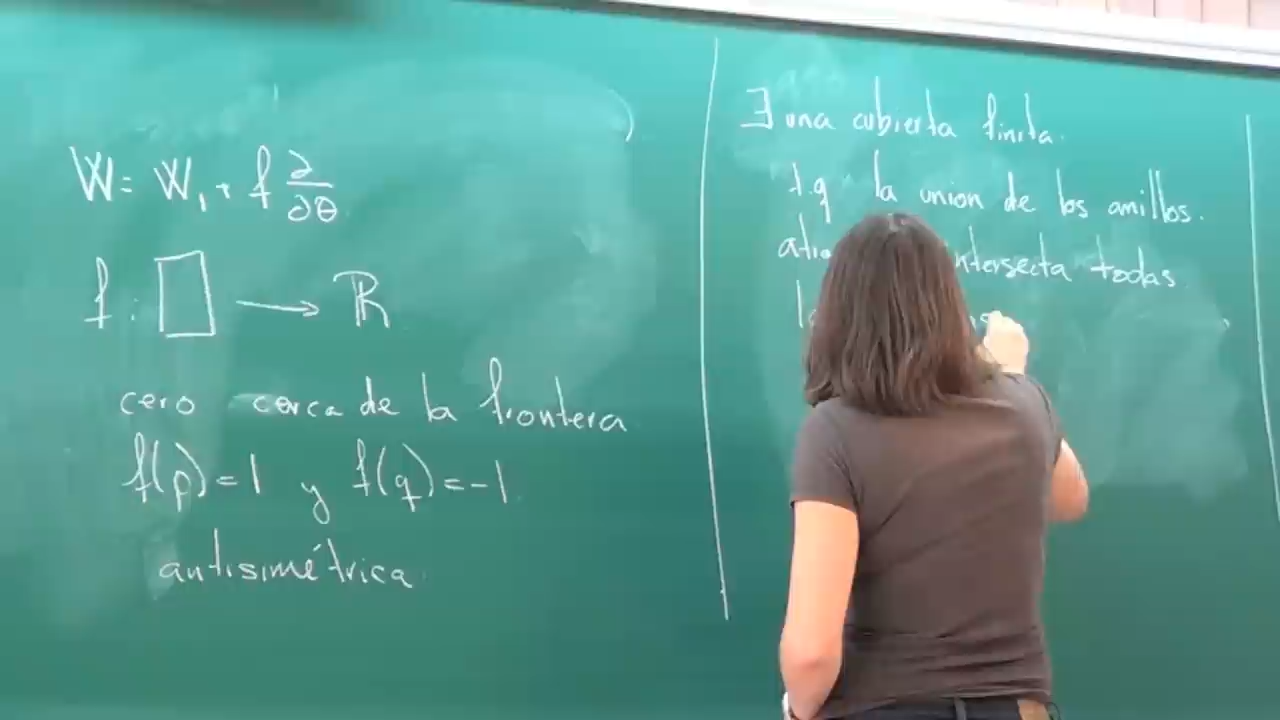 W = W₁ + f ∂/∂θ
f : □ ⟶ ℝ
cero cerca de la frontera
f(p)=1 y f(q)=-1
antisimétrica.
∃ una cubierta finita.
t.q la union de los anillos.
intersecta todas